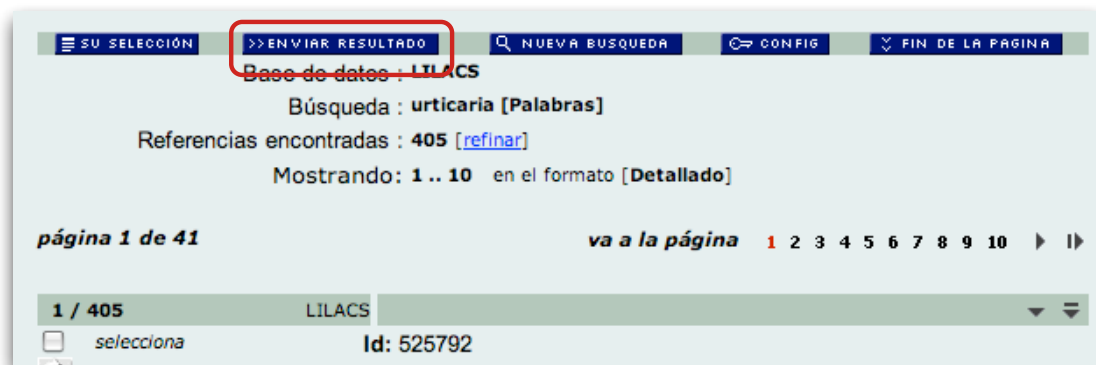 SU SELECCIÓN >>ENVIAR RESULTADO NUEVA BUSQUEDA CONFIG FIN DE LA PAGINA
Base de datos : LILACS
Búsqueda : urticaria [Palabras]
Referencias encontradas : 405 [refinar]
Mostrando: 1 .. 10 en el formato [Detallado]
página 1 de 41 va a la página 1 2 3 4 5 6 7 8 9 10
1 / 405 LILACS
selecciona Id: 525792